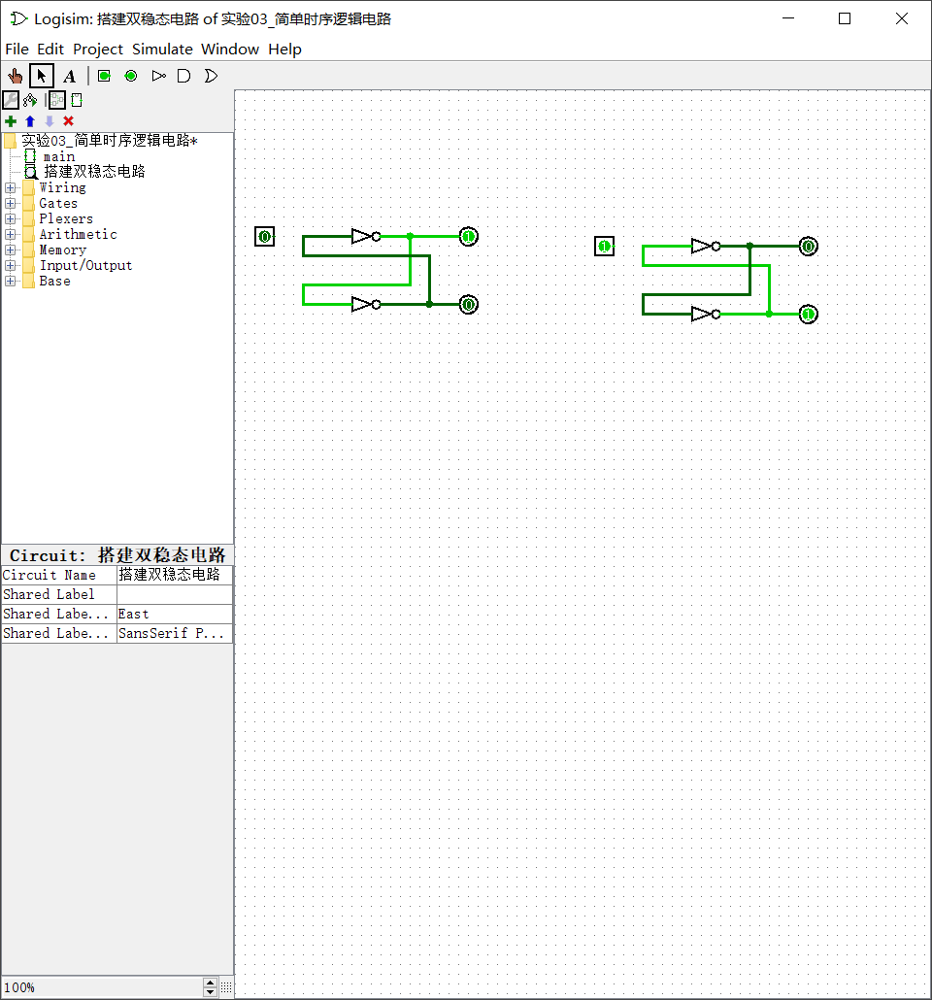 Logisim: 搭建双稳态电路 of 实验03_简单时序逻辑电路
File Edit Project Simulate Window Help
A
实验03_简单时序逻辑电路*
main
搭建双稳态电路
Wiring
Gates
Plexers
Arithmetic
Memory
Input/Output
Base
0 1 1 0
0 1
Circuit: 搭建双稳态电路
Circuit Name 搭建双稳态电路
Shared Label
Shared Labe... East
Shared Labe... SansSerif P...
100%